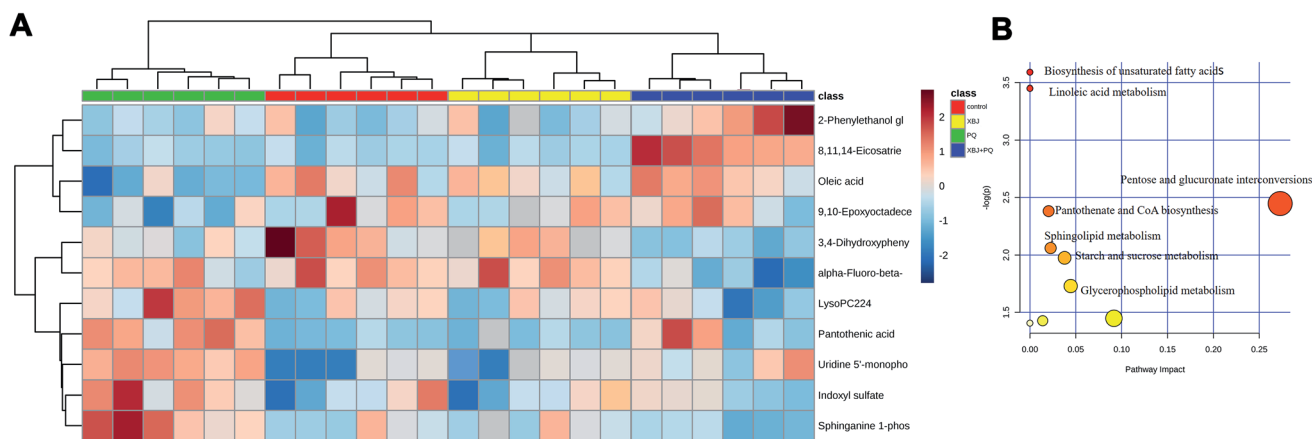 A
class
2-Phenylethanol gl
8,11,14-Eicosatrie
Oleic acid
9,10-Epoxyoctadece
3,4-Dihydroxypheny
alpha-Fluoro-beta-
LysoPC224
Pantothenic acid
Uridine 5'-monopho
Indoxyl sulfate
Sphinganine 1-phos
2
1
0
-1
-2
class
control
XBJ
PQ
XBJ+PQ
B
Biosynthesis of unsaturated fatty acids
Linoleic acid metabolism
Pentose and glucuronate interconversions
Pantothenate and CoA biosynthesis
Sphingolipid metabolism
Starch and sucrose metabolism
Glycerophospholipid metabolism
-log(p)
3.5
3.0
2.5
2.0
1.5
0.00 0.05 0.10 0.15 0.20 0.25
Pathway Impact